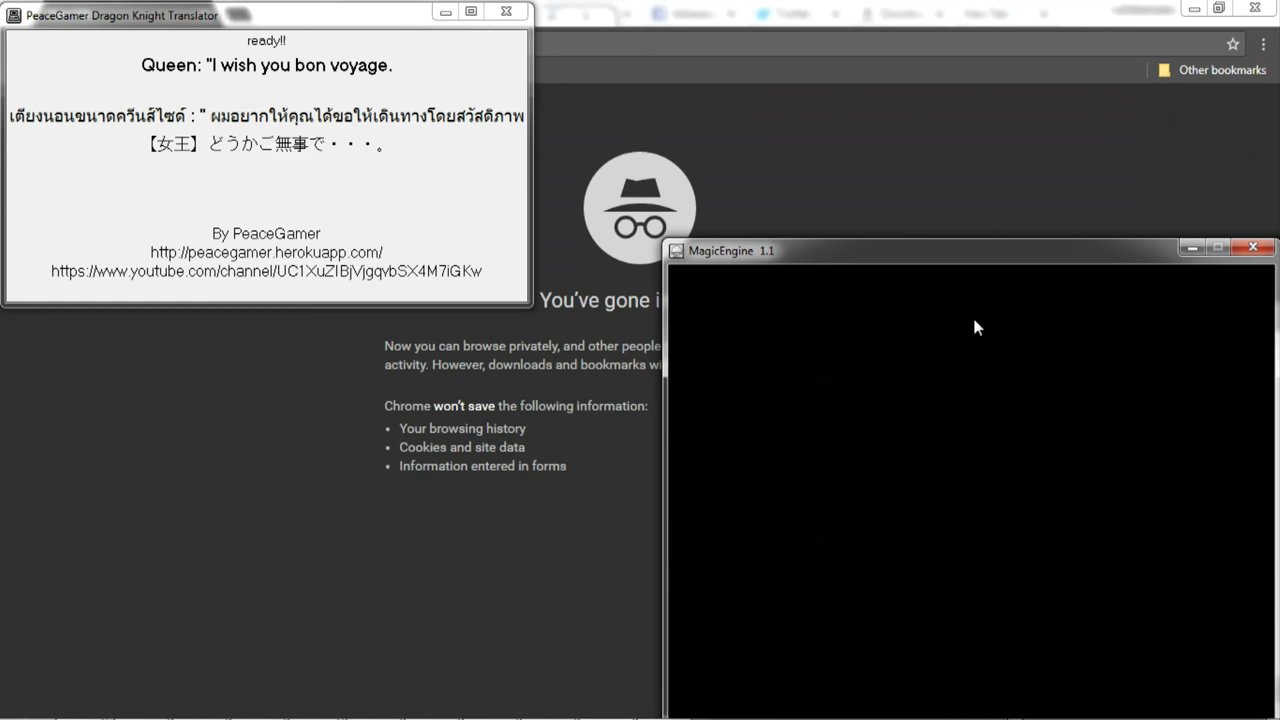 PeaceGamer Dragon Knight Translator
ready!!
Queen: "I wish you bon voyage.
เตียงนอนขนาดควีนส์ไซด์ : " ผมอยากให้คุณได้ขอให้เดินทางโดยสวัสดิภาพ
【女王】どうかご無事で・・・。
By PeaceGamer
http://peacegamer.herokuapp.com/
https://www.youtube.com/channel/UC1XuZIBjVjgqvbSX4M7iGKw
Other bookmarks
MagicEngine 1.1
You've gone i
Now you can browse privately, and other people
activity. However, downloads and bookmarks wi
Chrome won't save the following information:
• Your browsing history
• Cookies and site data
• Information entered in forms